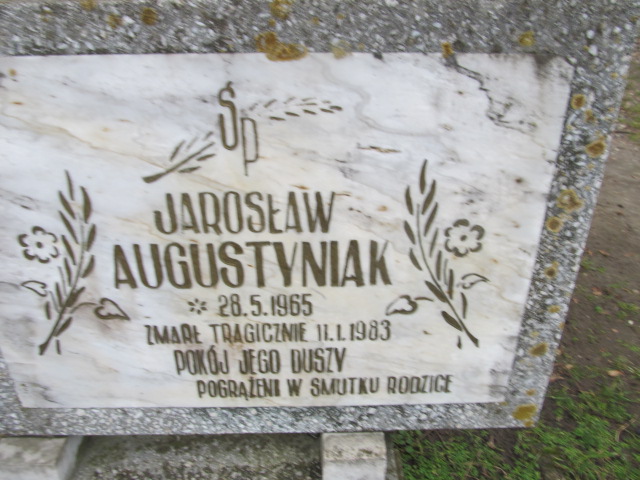 Śp
JAROSŁAW
AUGUSTYNIAK
* 28.5.1965
ZMARŁ TRAGICZNIE 11.1.1983
POKÓJ JEGO DUSZY
POGRĄŻENI W SMUTKU RODZICE